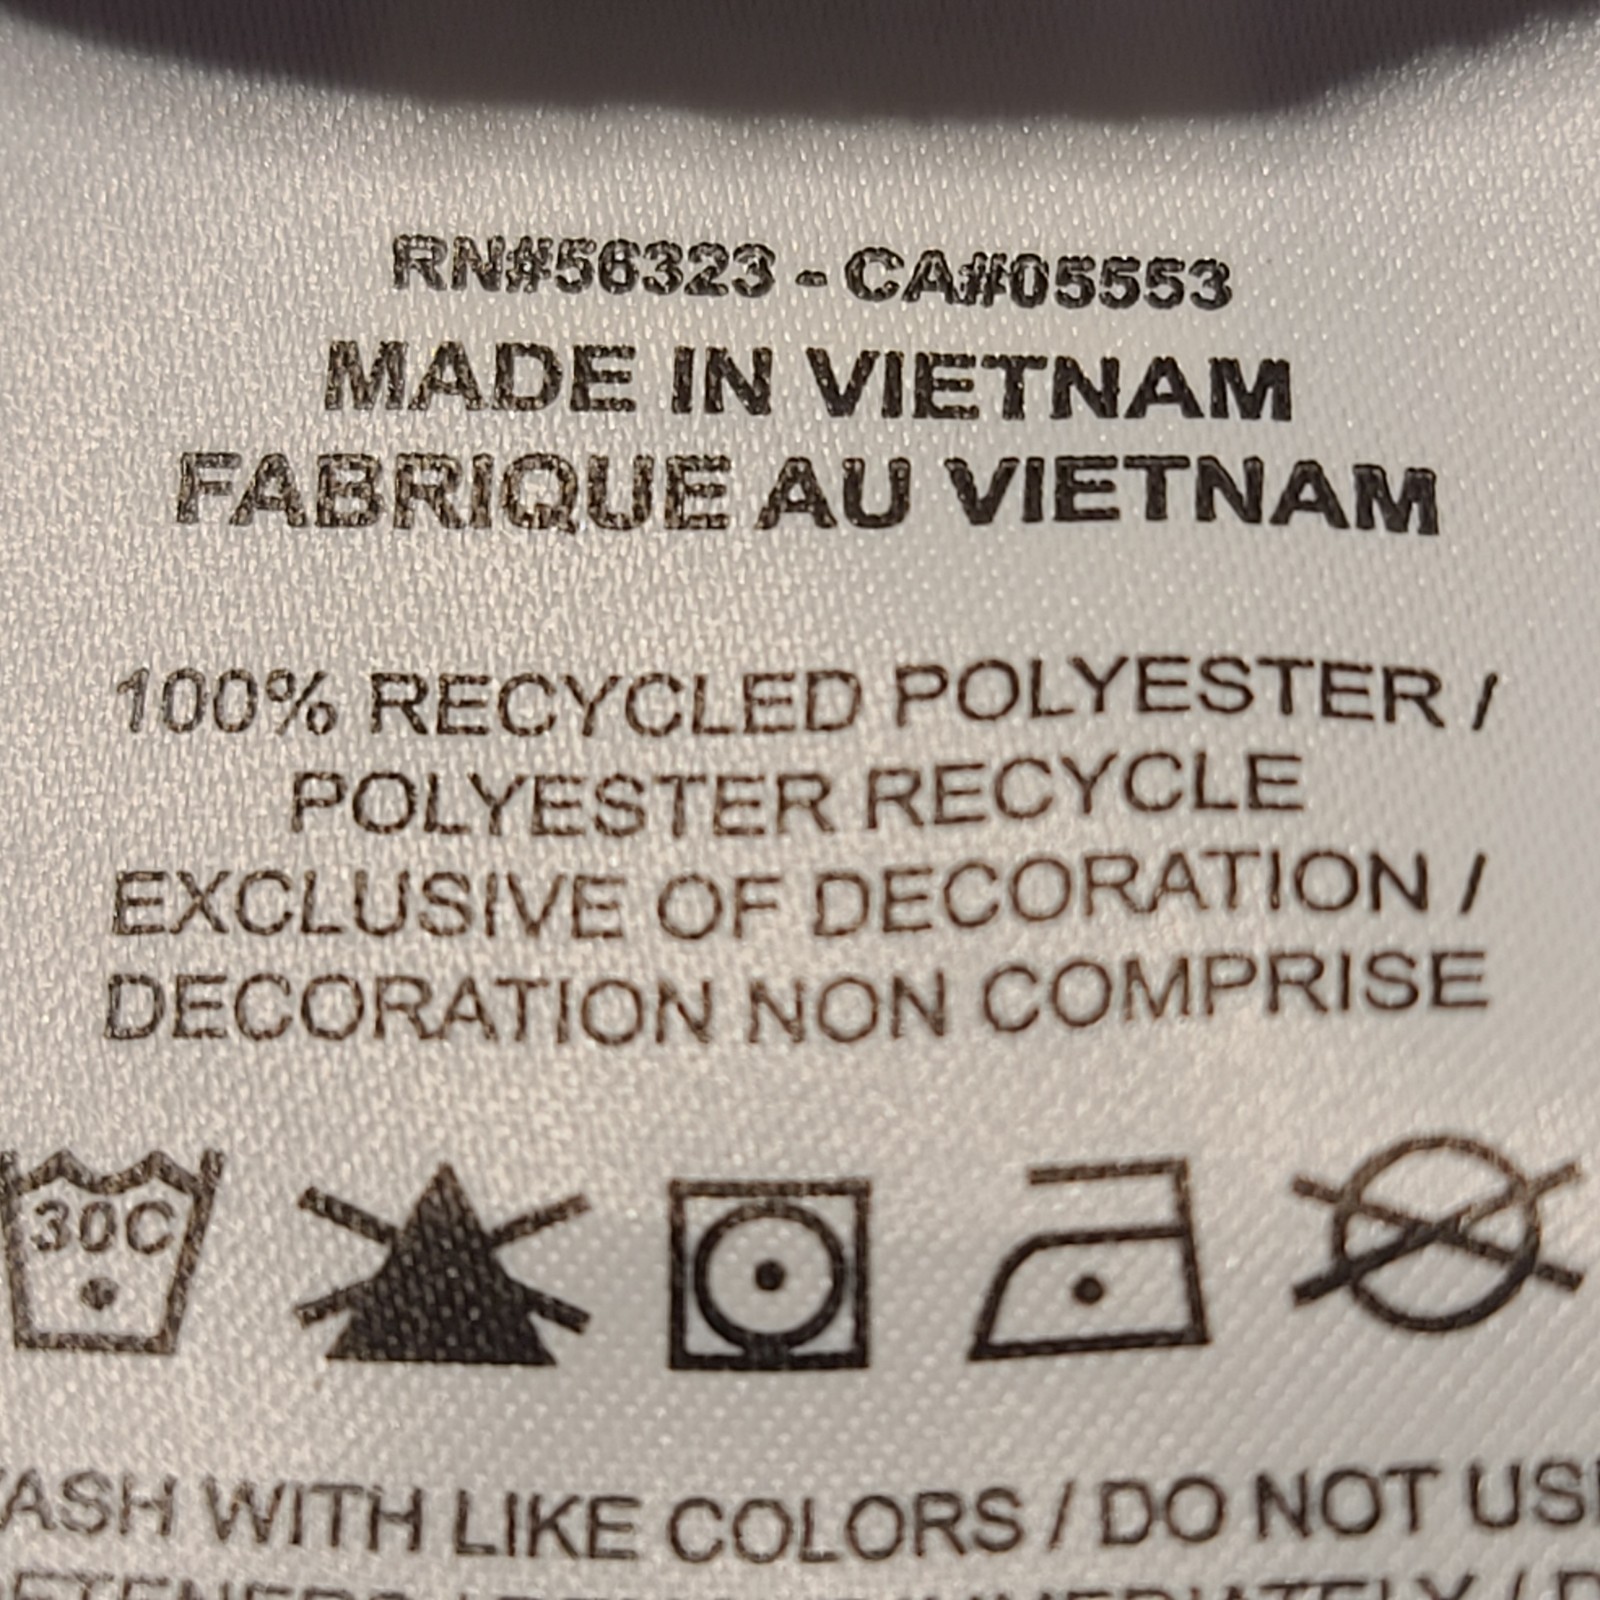 RN#56323 - CA#05553
MADE IN VIETNAM
FABRIQUE AU VIETNAM
100% RECYCLED POLYESTER /
POLYESTER RECYCLE
EXCLUSIVE OF DECORATION /
DECORATION NON COMPRISE
30C
WITH LIKE COLORS / DO NOT